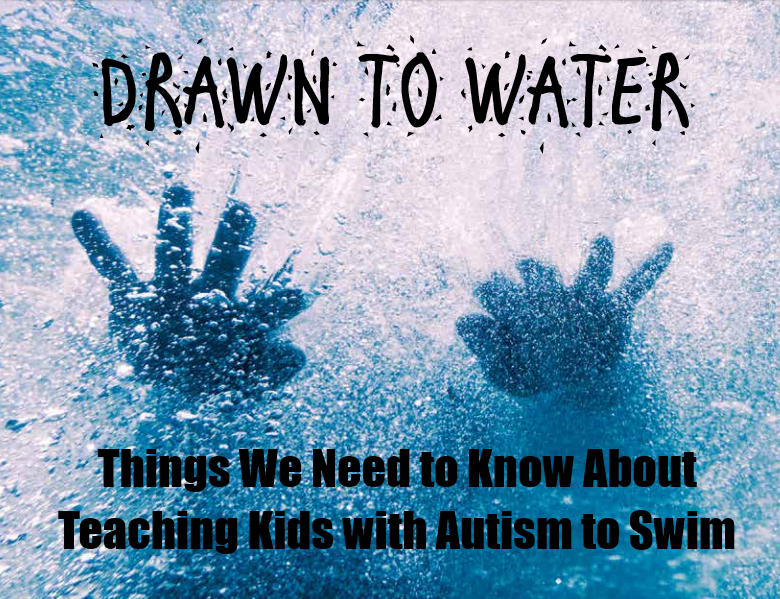 DRAWN TO WATER
Things We Need to Know About
Teaching Kids with Autism to Swim